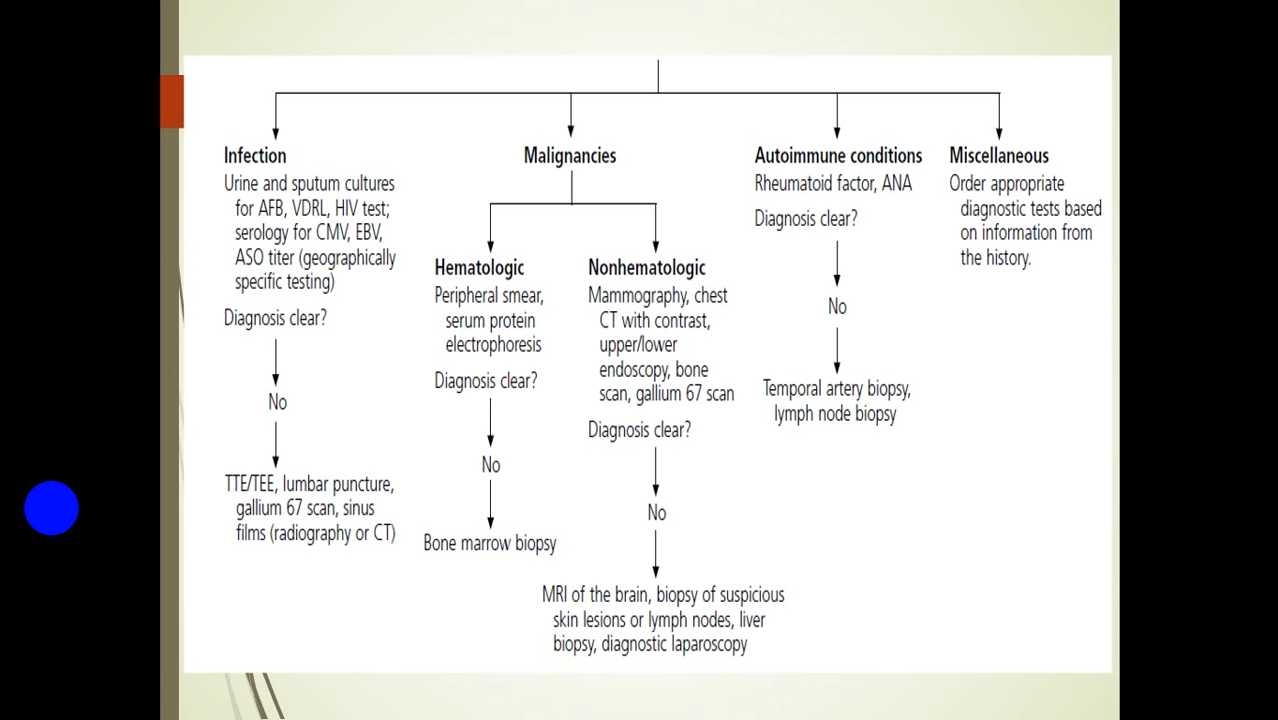 Infection
Urine and sputum cultures
for AFB, VDRL, HIV test;
serology for CMV, EBV,
ASO titer (geographically
specific testing)
Diagnosis clear?
No
TTE/TEE, lumbar puncture,
gallium 67 scan, sinus
films (radiography or CT)
Malignancies
Hematologic
Peripheral smear,
serum protein
electrophoresis
Diagnosis clear?
No
Bone marrow biopsy
Nonhematologic
Mammography, chest
CT with contrast,
upper/lower
endoscopy, bone
scan, gallium 67 scan
Diagnosis clear?
No
MRI of the brain, biopsy of suspicious
skin lesions or lymph nodes, liver
biopsy, diagnostic laparoscopy
Autoimmune conditions
Rheumatoid factor, ANA
Diagnosis clear?
No
Temporal artery biopsy,
lymph node biopsy
Miscellaneous
Order appropriate
diagnostic tests based
on information from
the history.